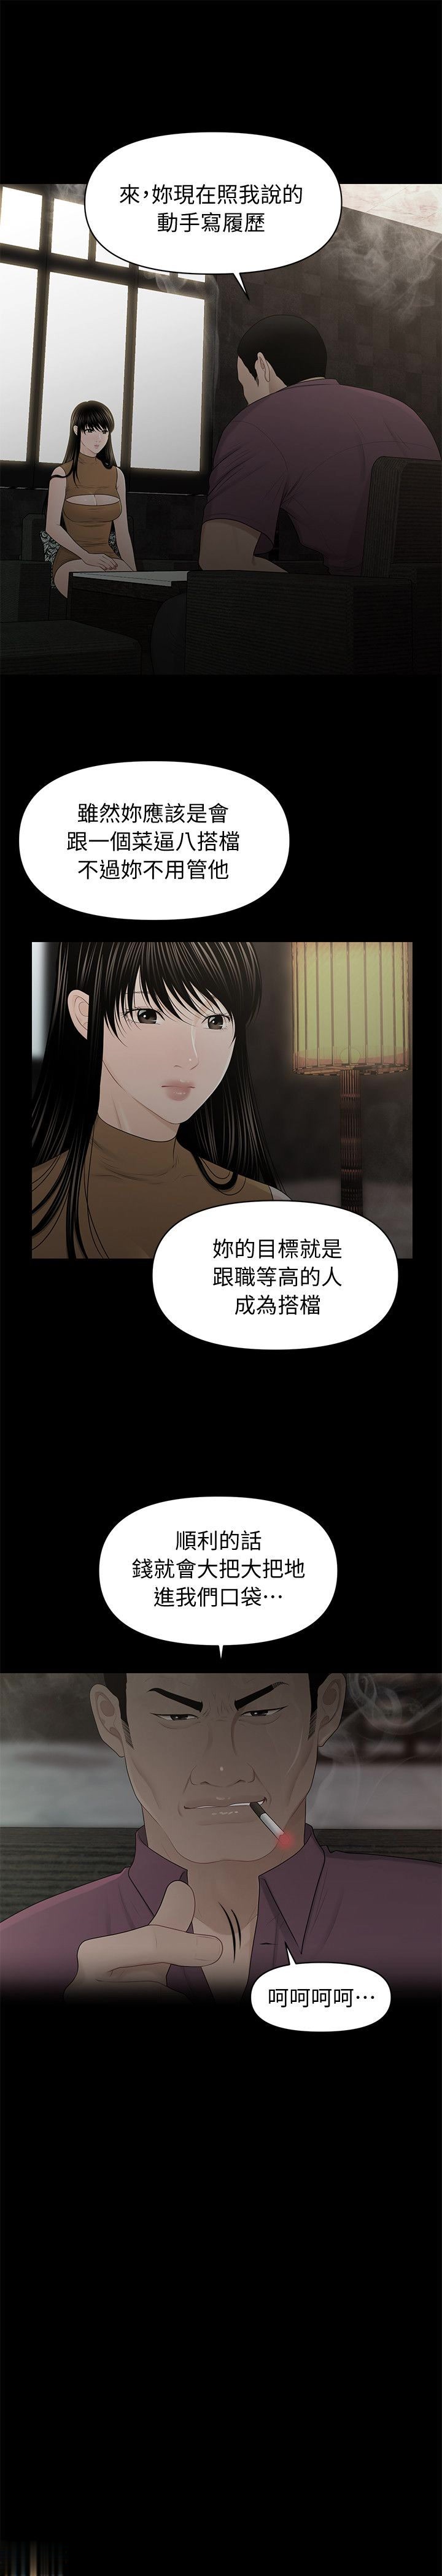 來，妳現在照我說的
動手寫履歷
雖然妳應該是會
跟一個菜逼八搭檔
不過妳不用管他
妳的目標就是
跟職等高的人
成為搭檔
順利的話
錢就會大把大把地
進我們口袋…
呵呵呵呵…